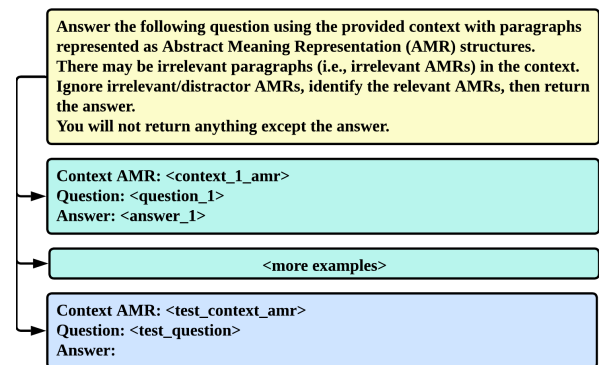 Answer the following question using the provided context with paragraphs
represented as Abstract Meaning Representation (AMR) structures.
There may be irrelevant paragraphs (i.e., irrelevant AMRs) in the context.
Ignore irrelevant/distractor AMRs, identify the relevant AMRs, then return
the answer.
You will not return anything except the answer.
Context AMR: <context_1_amr>
Question: <question_1>
Answer: <answer_1>
<more examples>
Context AMR: <test_context_amr>
Question: <test_question>
Answer: